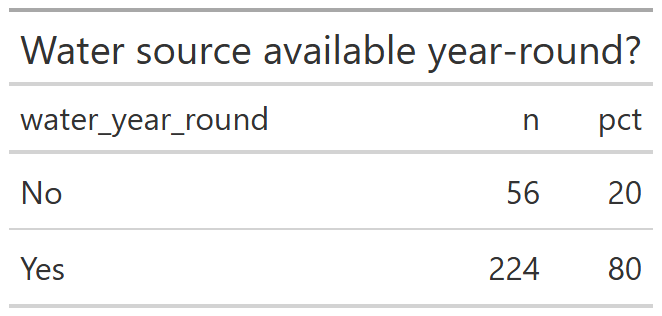 Water source available year-round?
water_year_round n pct
No 56 20
Yes 224 80